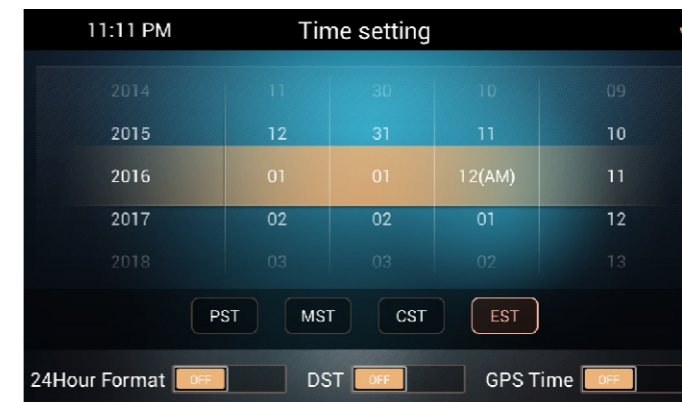 11:11 PM Time setting
2014 11 30 10 09
2015 12 31 11 10
2016 01 01 12(AM) 11
2017 02 02 01 12
2018 03 03 02 13
PST MST CST EST
24Hour Format OFF DST OFF GPS Time OFF